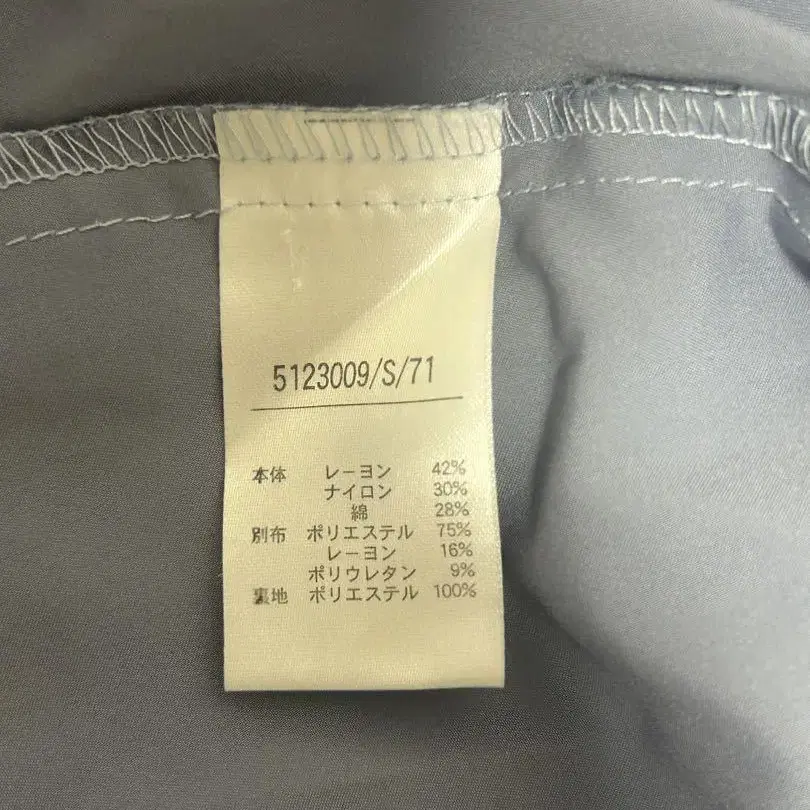 5123009/S/71
本体 レーヨン 42%
ナイロン 30%
綿 28%
別布 ポリエステル 75%
レーヨン 16%
ポリウレタン 9%
裏地 ポリエステル 100%